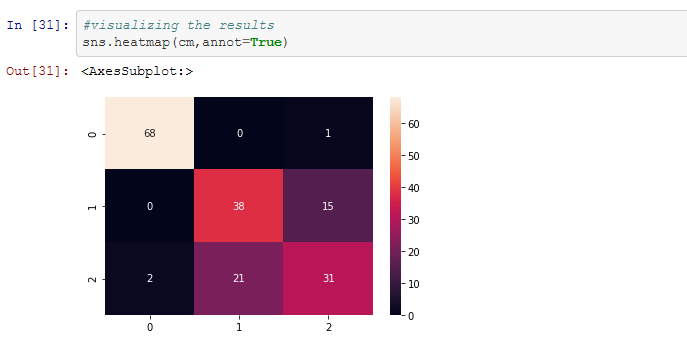 In [31]: #visualizing the results
sns.heatmap(cm,annot=True)
Out[31]: <AxesSubplot:>
0 68 0 1
1 0 38 15
2 2 21 31
0 1 2
60
50
40
30
20
10
0